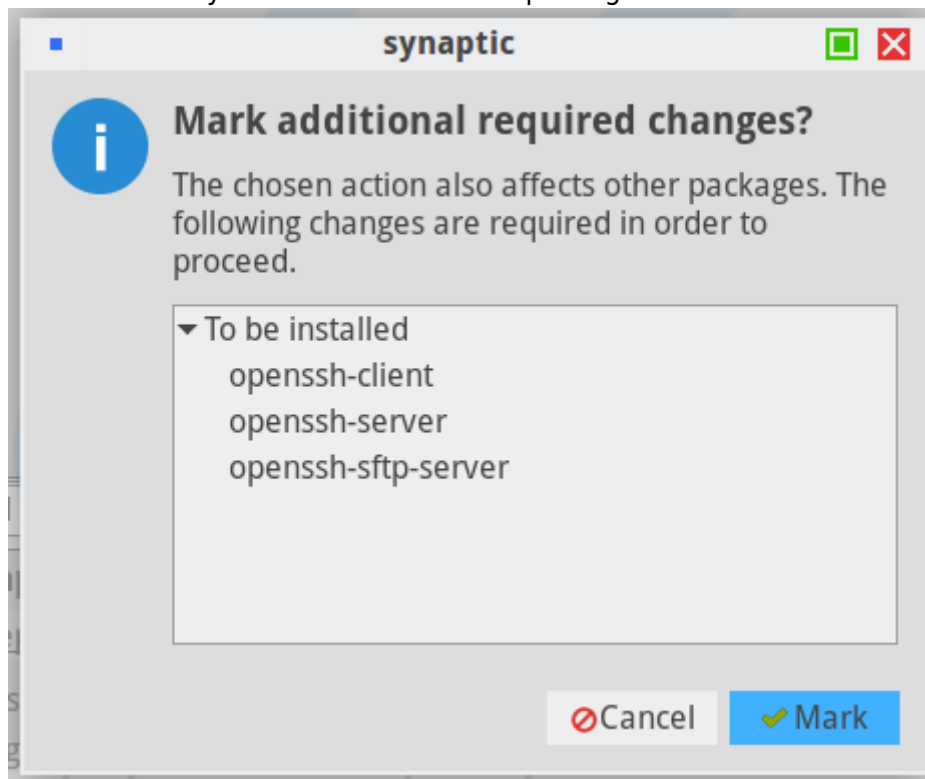 synaptic
Mark additional required changes?
The chosen action also affects other packages. The
following changes are required in order to
proceed.
To be installed
openssh-client
openssh-server
openssh-sftp-server
Cancel
Mark